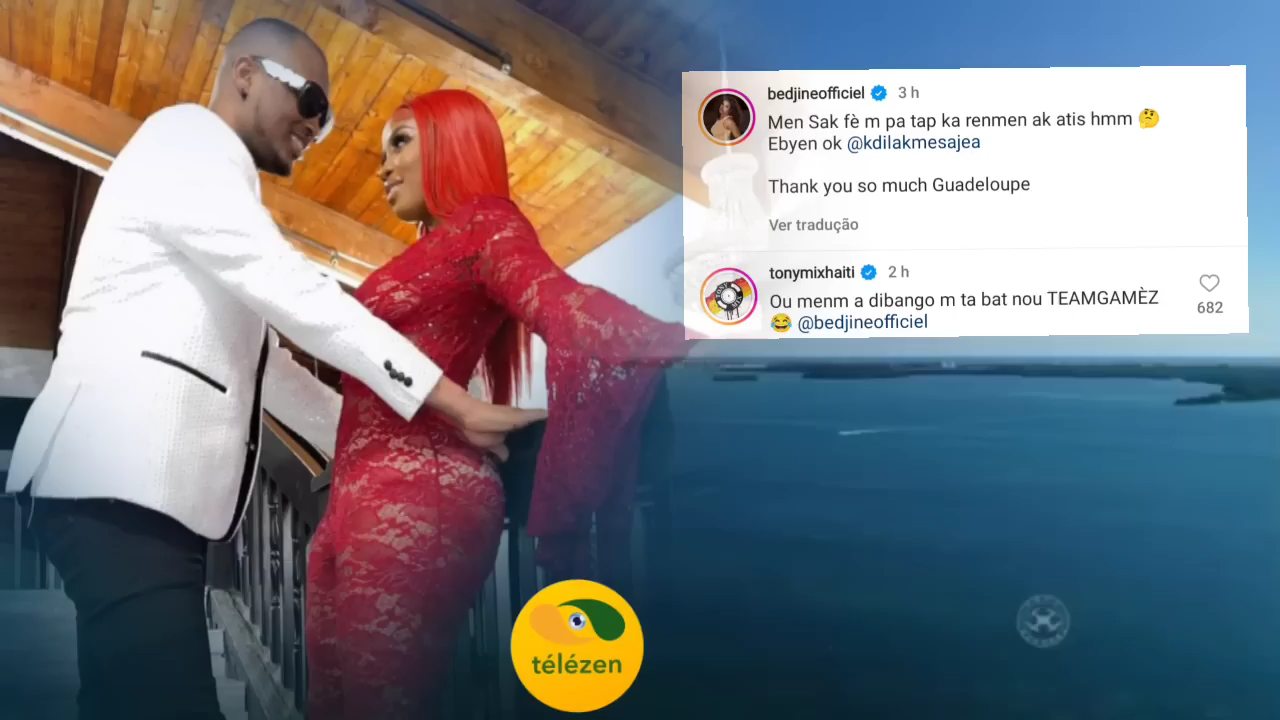 bedjineofficiel 3 h
Men Sak fè m pa tap ka renmen ak atis hmm 🤔
Ebyen ok @kdilakmesajea
Thank you so much Guadeloupe
Ver tradução
tonymixhaiti 2 h
Ou menm a dibango m ta bat nou TEAMGAMÈZ
😂 @bedjineofficiel
682
télézen